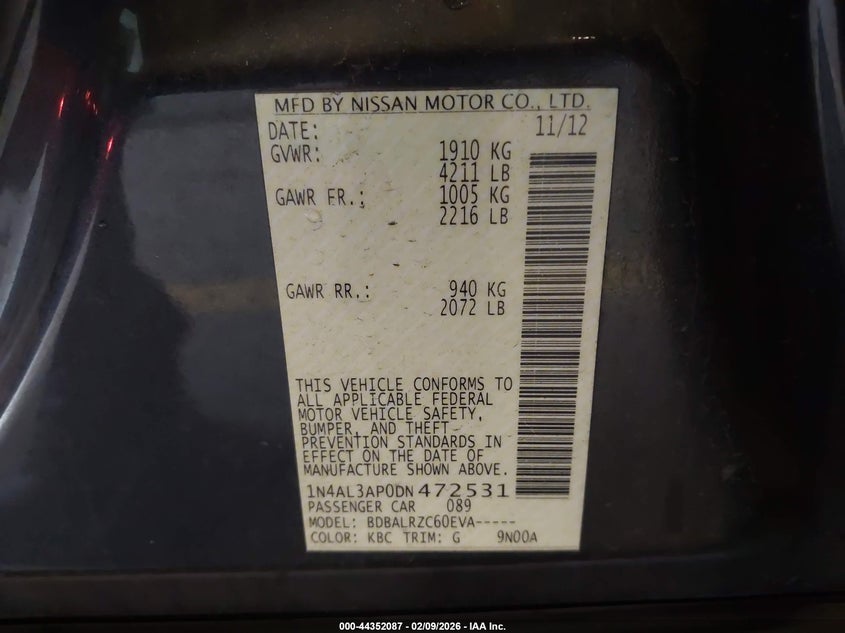 MFD BY NISSAN MOTOR CO., LTD.
DATE: 11/12
GVWR: 1910 KG
4211 LB
GAWR FR.: 1005 KG
2216 LB
GAWR RR.: 940 KG
2072 LB
THIS VEHICLE CONFORMS TO
ALL APPLICABLE FEDERAL
MOTOR VEHICLE SAFETY,
BUMPER, AND THEFT
PREVENTION STANDARDS IN
EFFECT ON THE DATE OF
MANUFACTURE SHOWN ABOVE.
1N4AL3AP0DN472531
PASSENGER CAR 089
MODEL: BDBALRZC60EVA-----
COLOR: KBC TRIM: G 9N00A
000-44352087 - 02/09/2026 - IAA Inc.